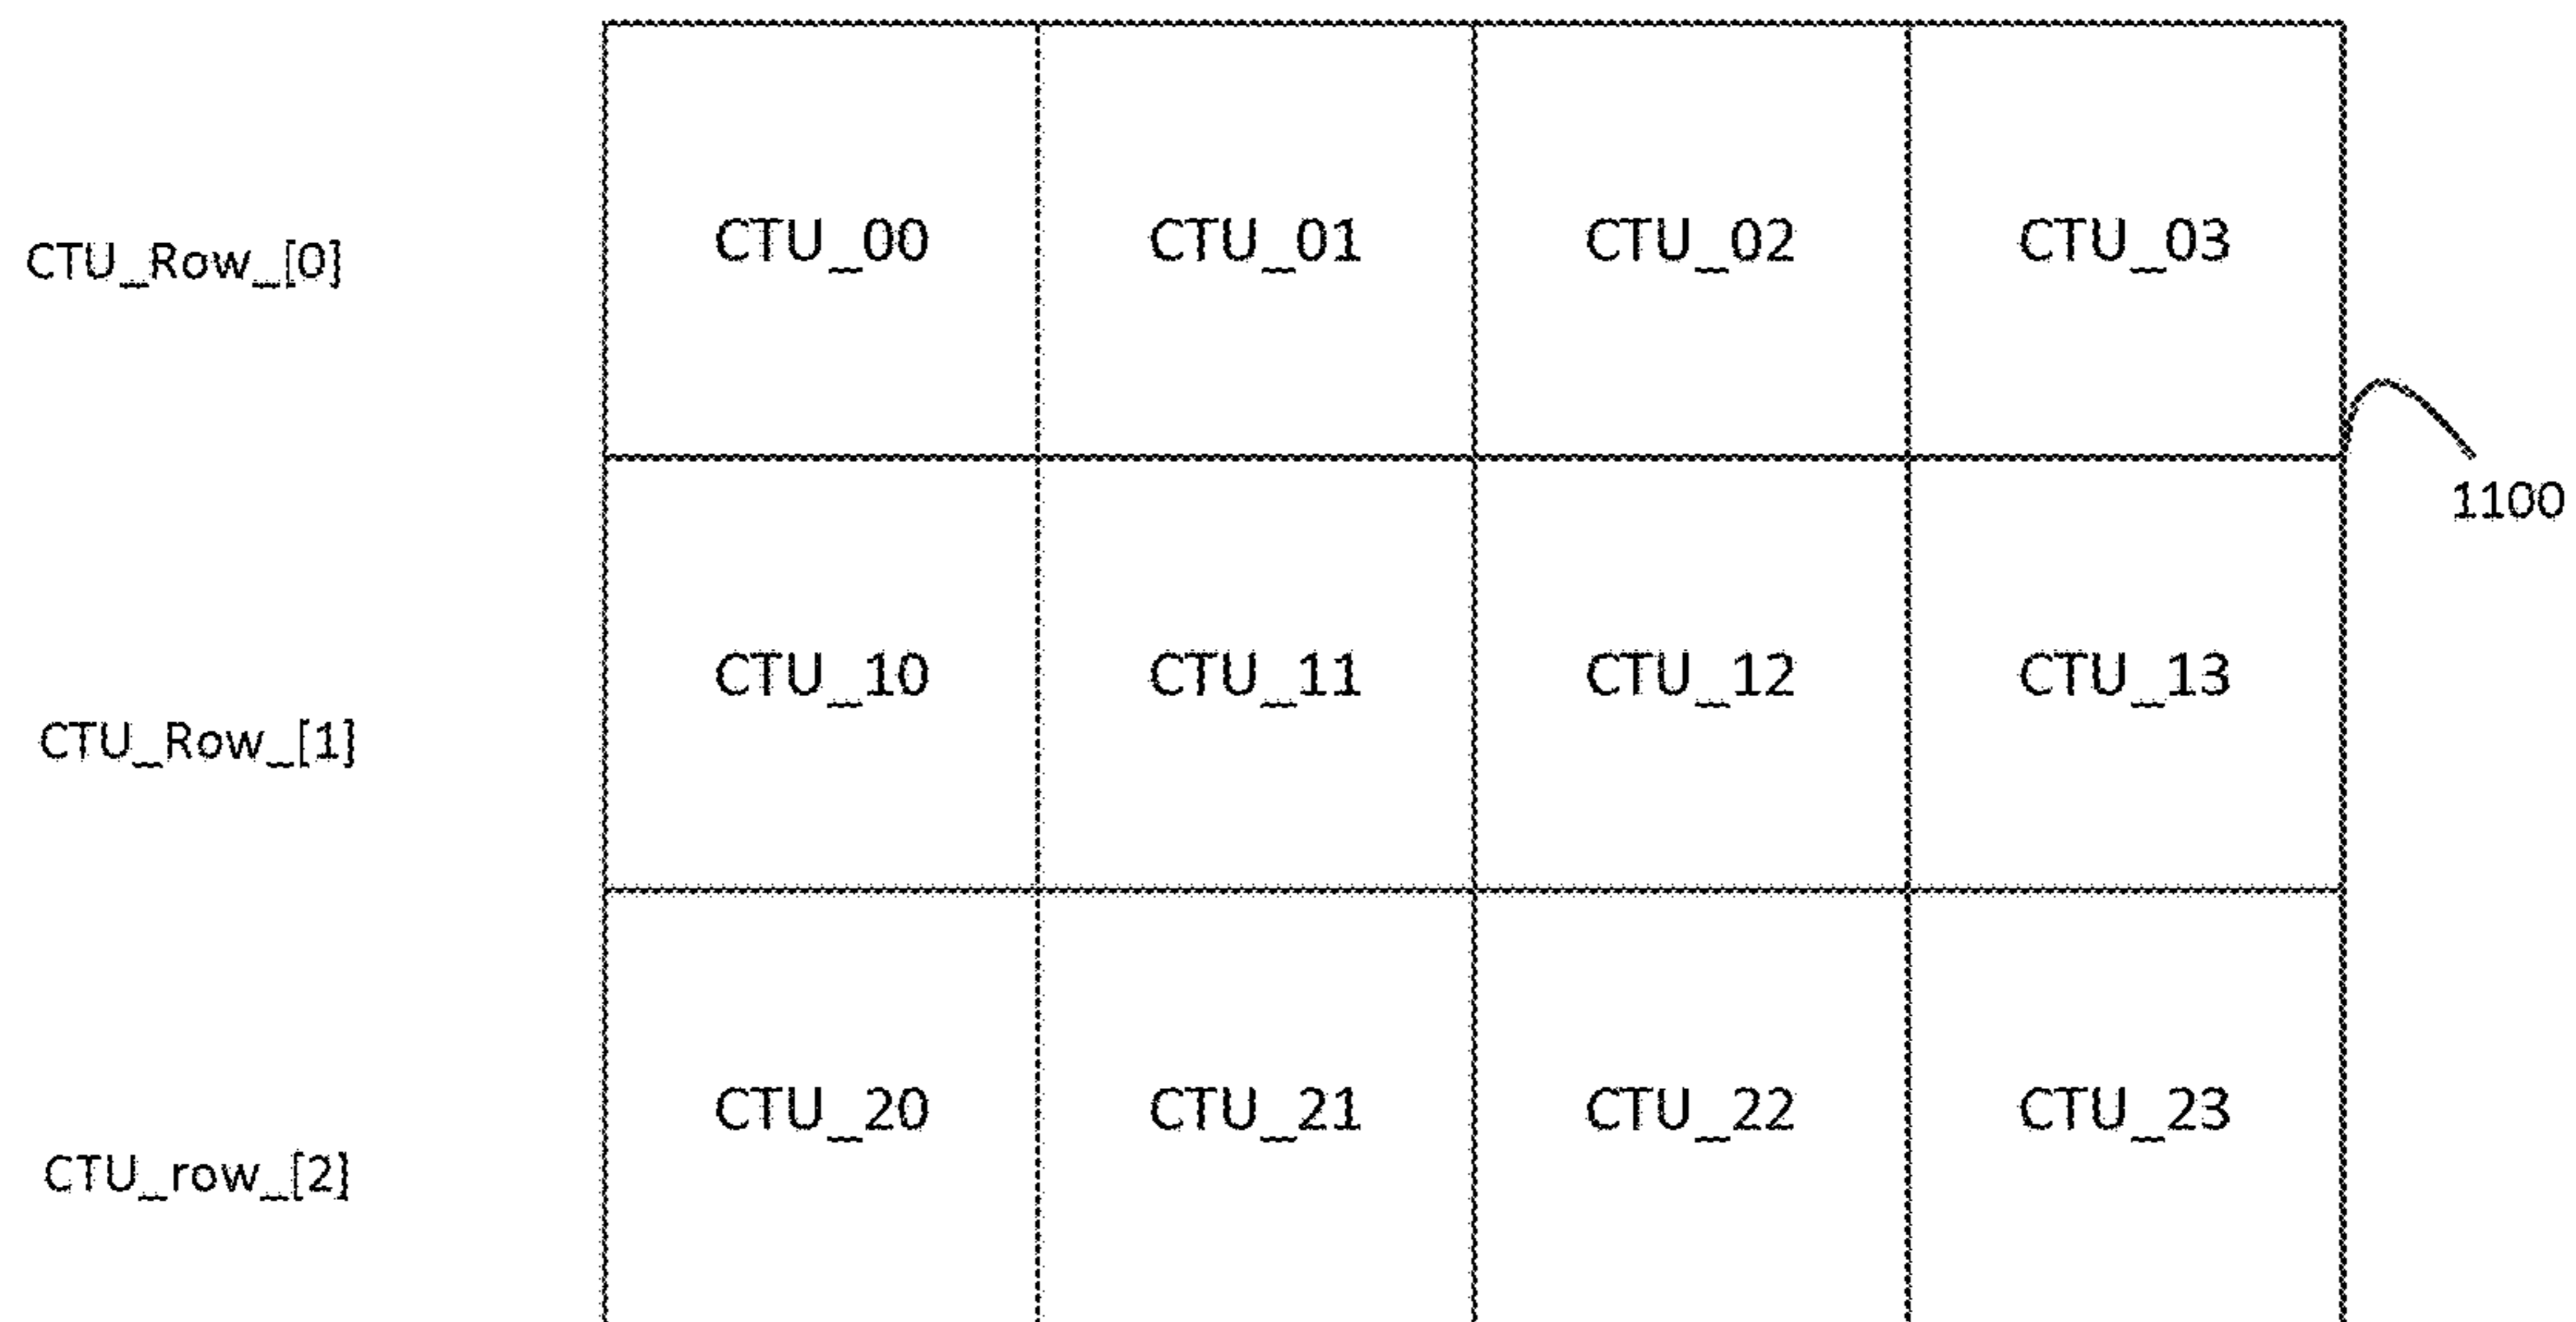 CTU_Row_[0] CTU_00 CTU_01 CTU_02 CTU_03
1100
CTU_Row_[1] CTU_10 CTU_11 CTU_12 CTU_13
CTU_row_[2] CTU_20 CTU_21 CTU_22 CTU_23